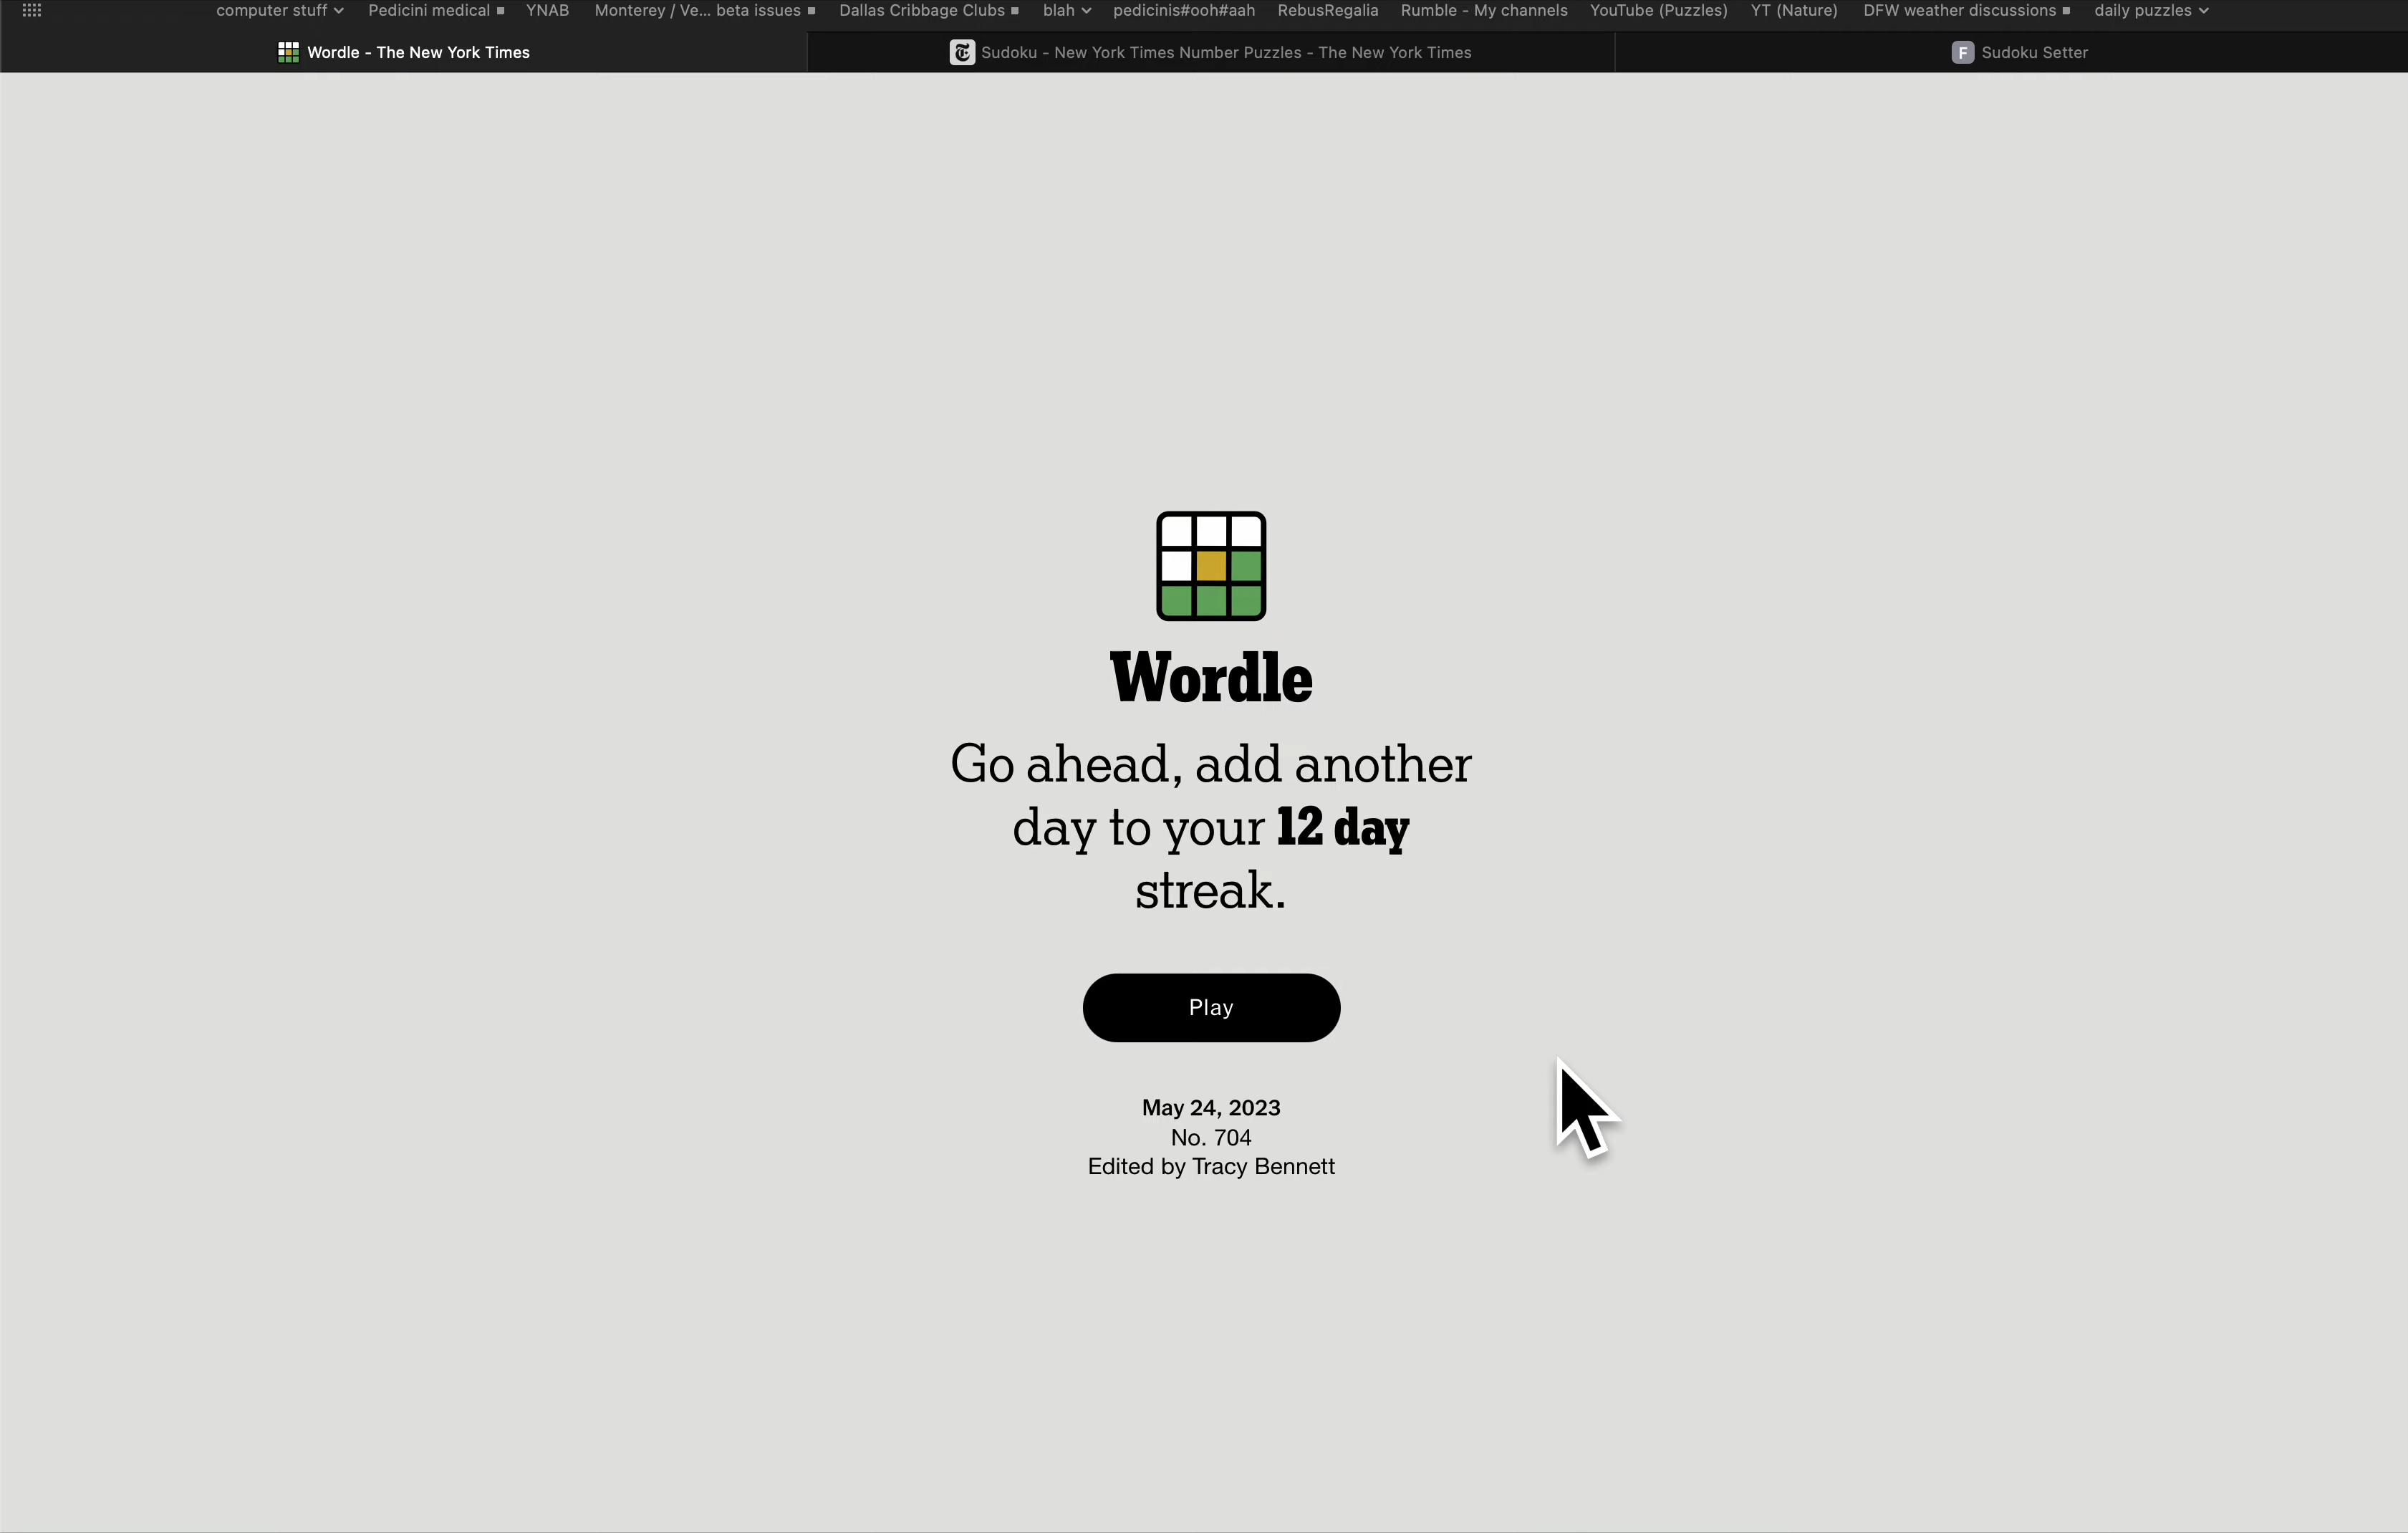 computer stuff Pedicini medical YNAB Monterey / Ve... beta issues Dallas Cribbage Clubs blah pedicinis#ooh#aah RebusRegalia Rumble - My channels YouTube (Puzzles) YT (Nature) DFW weather discussions daily puzzles
Wordle - The New York Times Sudoku - New York Times Number Puzzles - The New York Times F Sudoku Setter
Wordle
Go ahead, add another
day to your 12 day
streak.
Play
May 24, 2023
No. 704
Edited by Tracy Bennett